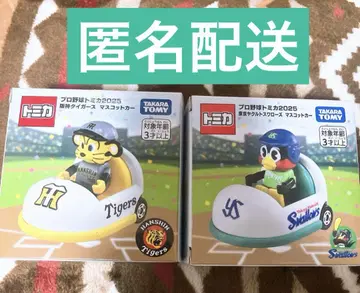 匿名配送
トミカ
プロ野球トミカ2025
阪神タイガース マスコットカー
TAKARA TOMY
対象年齢
3才以上
HT
Tigers
HANSHIN
Tigers
トミカ
プロ野球トミカ2025
東京ヤクルトスワローズ マスコットカー
TAKARA TOMY
対象年齢
3才以上
YS
Swallows
Swallows